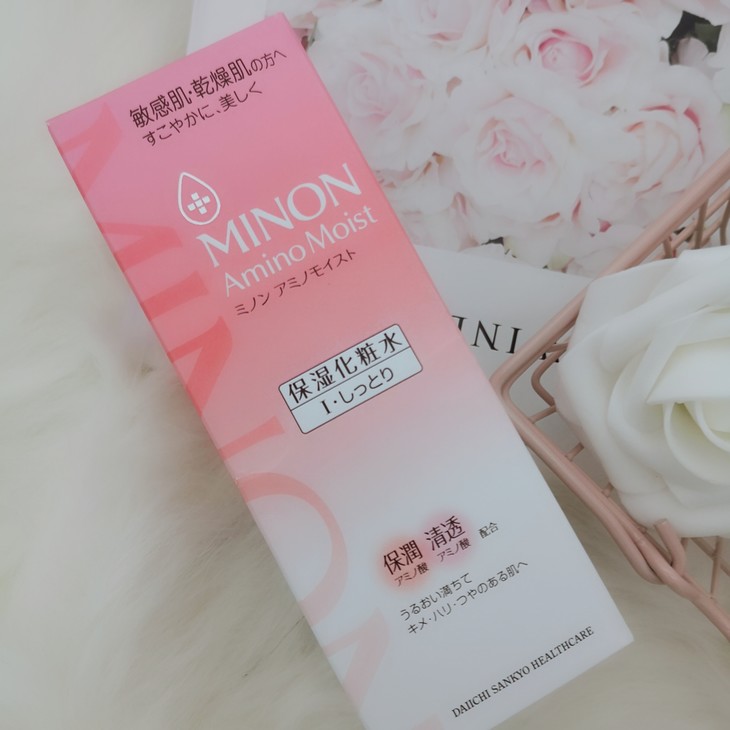 敏感肌・乾燥肌の方へ
すこやかに、美しく
MINON
Amino Moist
ミノン アミノモイスト
保湿化粧水
I・しっとり
保潤 清透 配合
アミノ酸 アミノ酸
うるおい満ちて
キメ・ハリ・つやのある肌へ
DAIICHI SANKYO HEALTHCARE
MINON